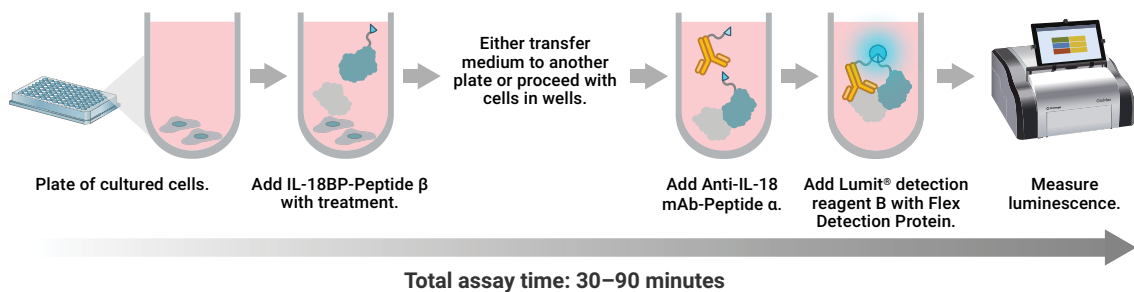 Either transfer
medium to another
plate or proceed with
cells in wells.
Plate of cultured cells.
Add IL-18BP-Peptide β
with treatment.
Add Anti-IL-18
mAb-Peptide α.
Add Lumit® detection
reagent B with Flex
Detection Protein.
Measure
luminescence.
Total assay time: 30–90 minutes